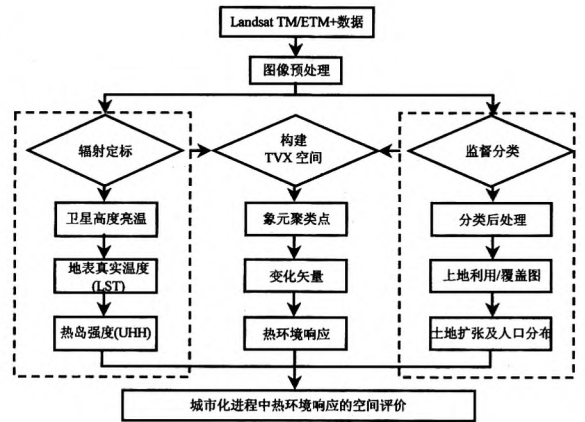 Landsat TM/ETM+数据
图像预处理
辐射定标
构建
TVX 空间
监督分类
卫星高度亮温
象元聚类点
分类后处理
地表真实温度
(LST)
变化矢量
上地利用/覆盖图
热岛强度(UHH)
热环境响应
土地扩张及人口分布
城市化进程中热环境响应的空间评价